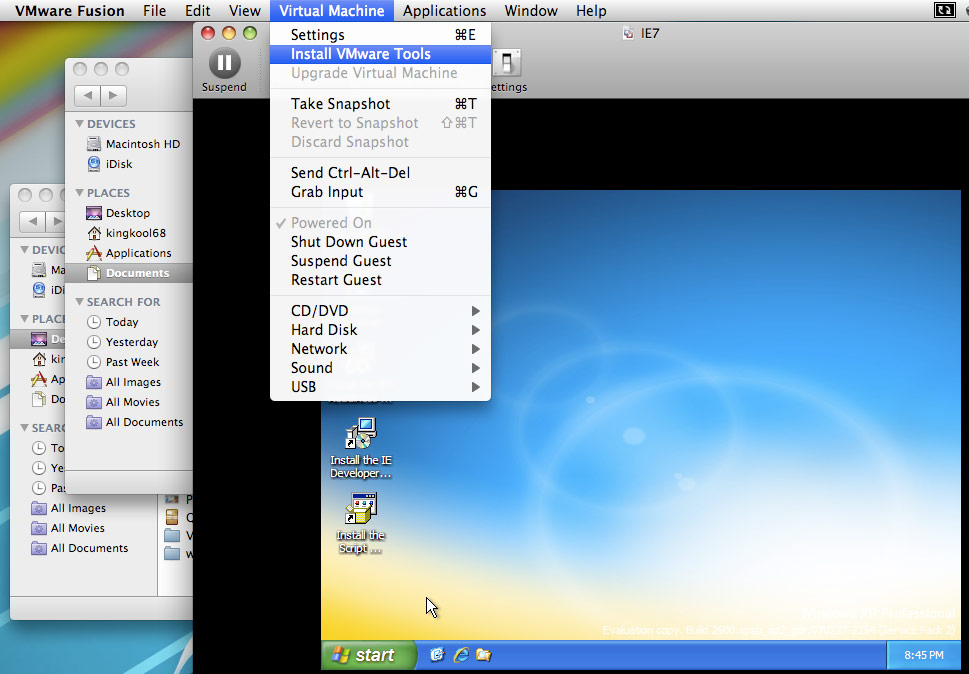 VMware Fusion File Edit View Virtual Machine Applications Window Help
IE7
Suspend
ettings
Settings ⌘E
Install VMware Tools
Upgrade Virtual Machine
Take Snapshot ⌘T
Revert to Snapshot ⇧⌘T
Discard Snapshot
Send Ctrl-Alt-Del
Grab Input ⌘G
✓ Powered On
Shut Down Guest
Suspend Guest
Restart Guest
CD/DVD
Hard Disk
Network
Sound
USB
DEVICES
Macintosh HD
iDisk
PLACES
Desktop
kingkool68
Applications
Documents
SEARCH FOR
Today
Yesterday
Past Week
All Images
All Movies
All Documents
DEVIC
Ma
iDi
PLACE
De
kin
Ap
Do
SEARC
To
Ye
Pas
All Images
All Movies
All Documents
P
V
w
Install the IE
Developer...
Install the
Script ...
Professional
Evaluation copy. Build 2600
start
8:45 PM